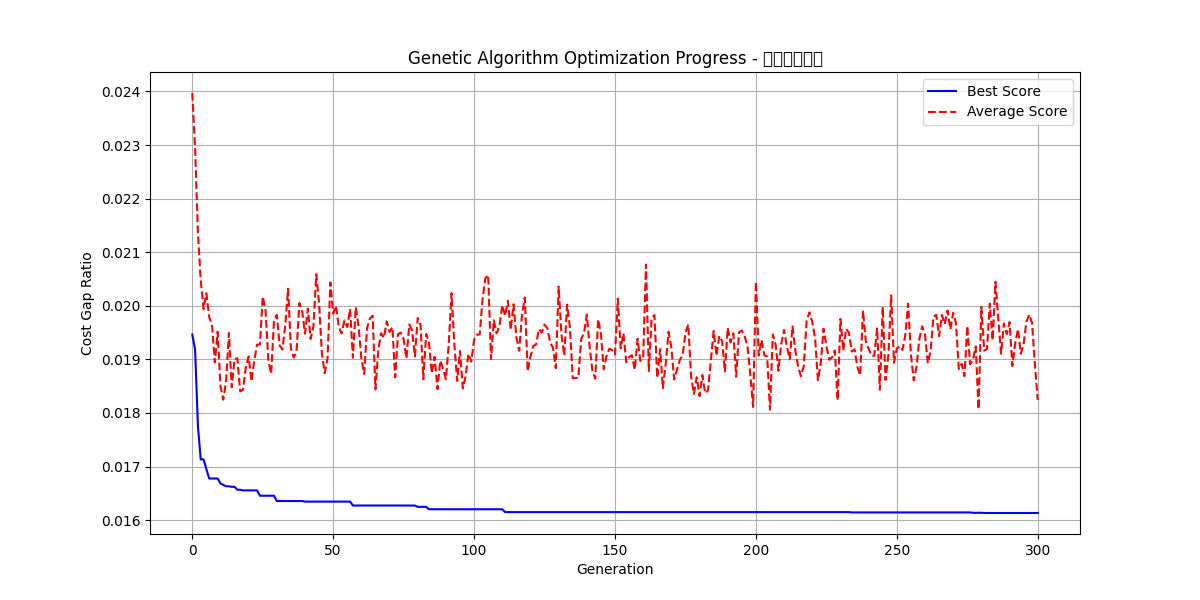 Genetic Algorithm Optimization Progress -
Best Score
Average Score
Cost Gap Ratio
0.024
0.023
0.022
0.021
0.020
0.019
0.018
0.017
0.016
0 50 100 150 200 250 300
Generation